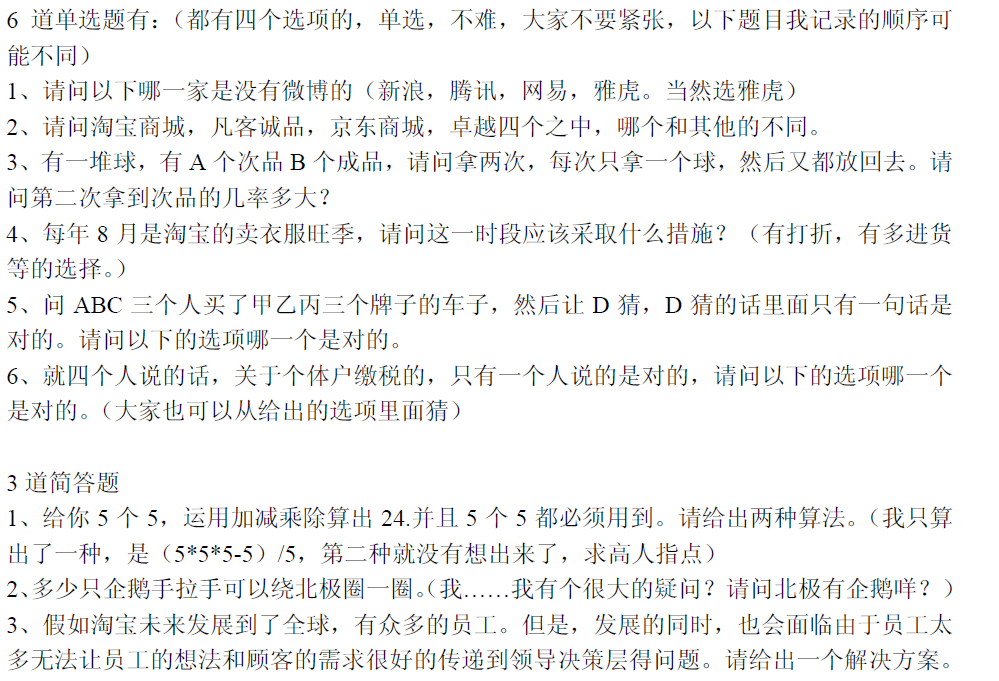 6 道单选题有：（都有四个选项的，单选，不难，大家不要紧张，以下题目我记录的顺序可
能不同）
1、请问以下哪一家是没有微博的（新浪，腾讯，网易，雅虎。当然选雅虎）
2、请问淘宝商城，凡客诚品，京东商城，卓越四个之中，哪个和其他的不同。
3、有一堆球，有 A 个次品 B 个成品，请问拿两次，每次只拿一个球，然后又都放回去。请
问第二次拿到次品的几率多大？
4、每年 8 月是淘宝的卖衣服旺季，请问这一时段应该采取什么措施？（有打折，有多进货
等的选择。）
5、问 ABC 三个人买了甲乙丙三个牌子的车子，然后让 D 猜，D 猜的话里面只有一句话是
对的。请问以下的选项哪一个是对的。
6、就四个人说的话，关于个体户缴税的，只有一个人说的是对的，请问以下的选项哪一个
是对的。（大家也可以从给出的选项里面猜）
3 道简答题
1、给你 5 个 5，运用加减乘除算出 24.并且 5 个 5 都必须用到。请给出两种算法。（我只算
出了一种，是（5*5*5-5）/5，第二种就没有想出来了，求高人指点）
2、多少只企鹅手拉手可以绕北极圈一圈。（我……我有个很大的疑问？请问北极有企鹅咩？）
3、假如淘宝未来发展到了全球，有众多的员工。但是，发展的同时，也会面临由于员工太
多无法让员工的想法和顾客的需求很好的传递到领导决策层得问题。请给出一个解决方案。